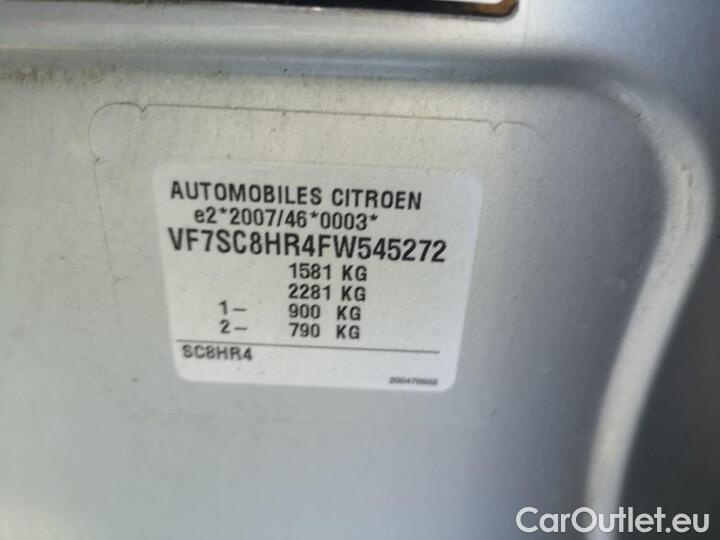 AUTOMOBILES CITROEN
e2*2007/46*0003*
VF7SC8HR4FW545272
1581 KG
2281 KG
1- 900 KG
2- 790 KG
SC8HR4
CarOutlet.eu